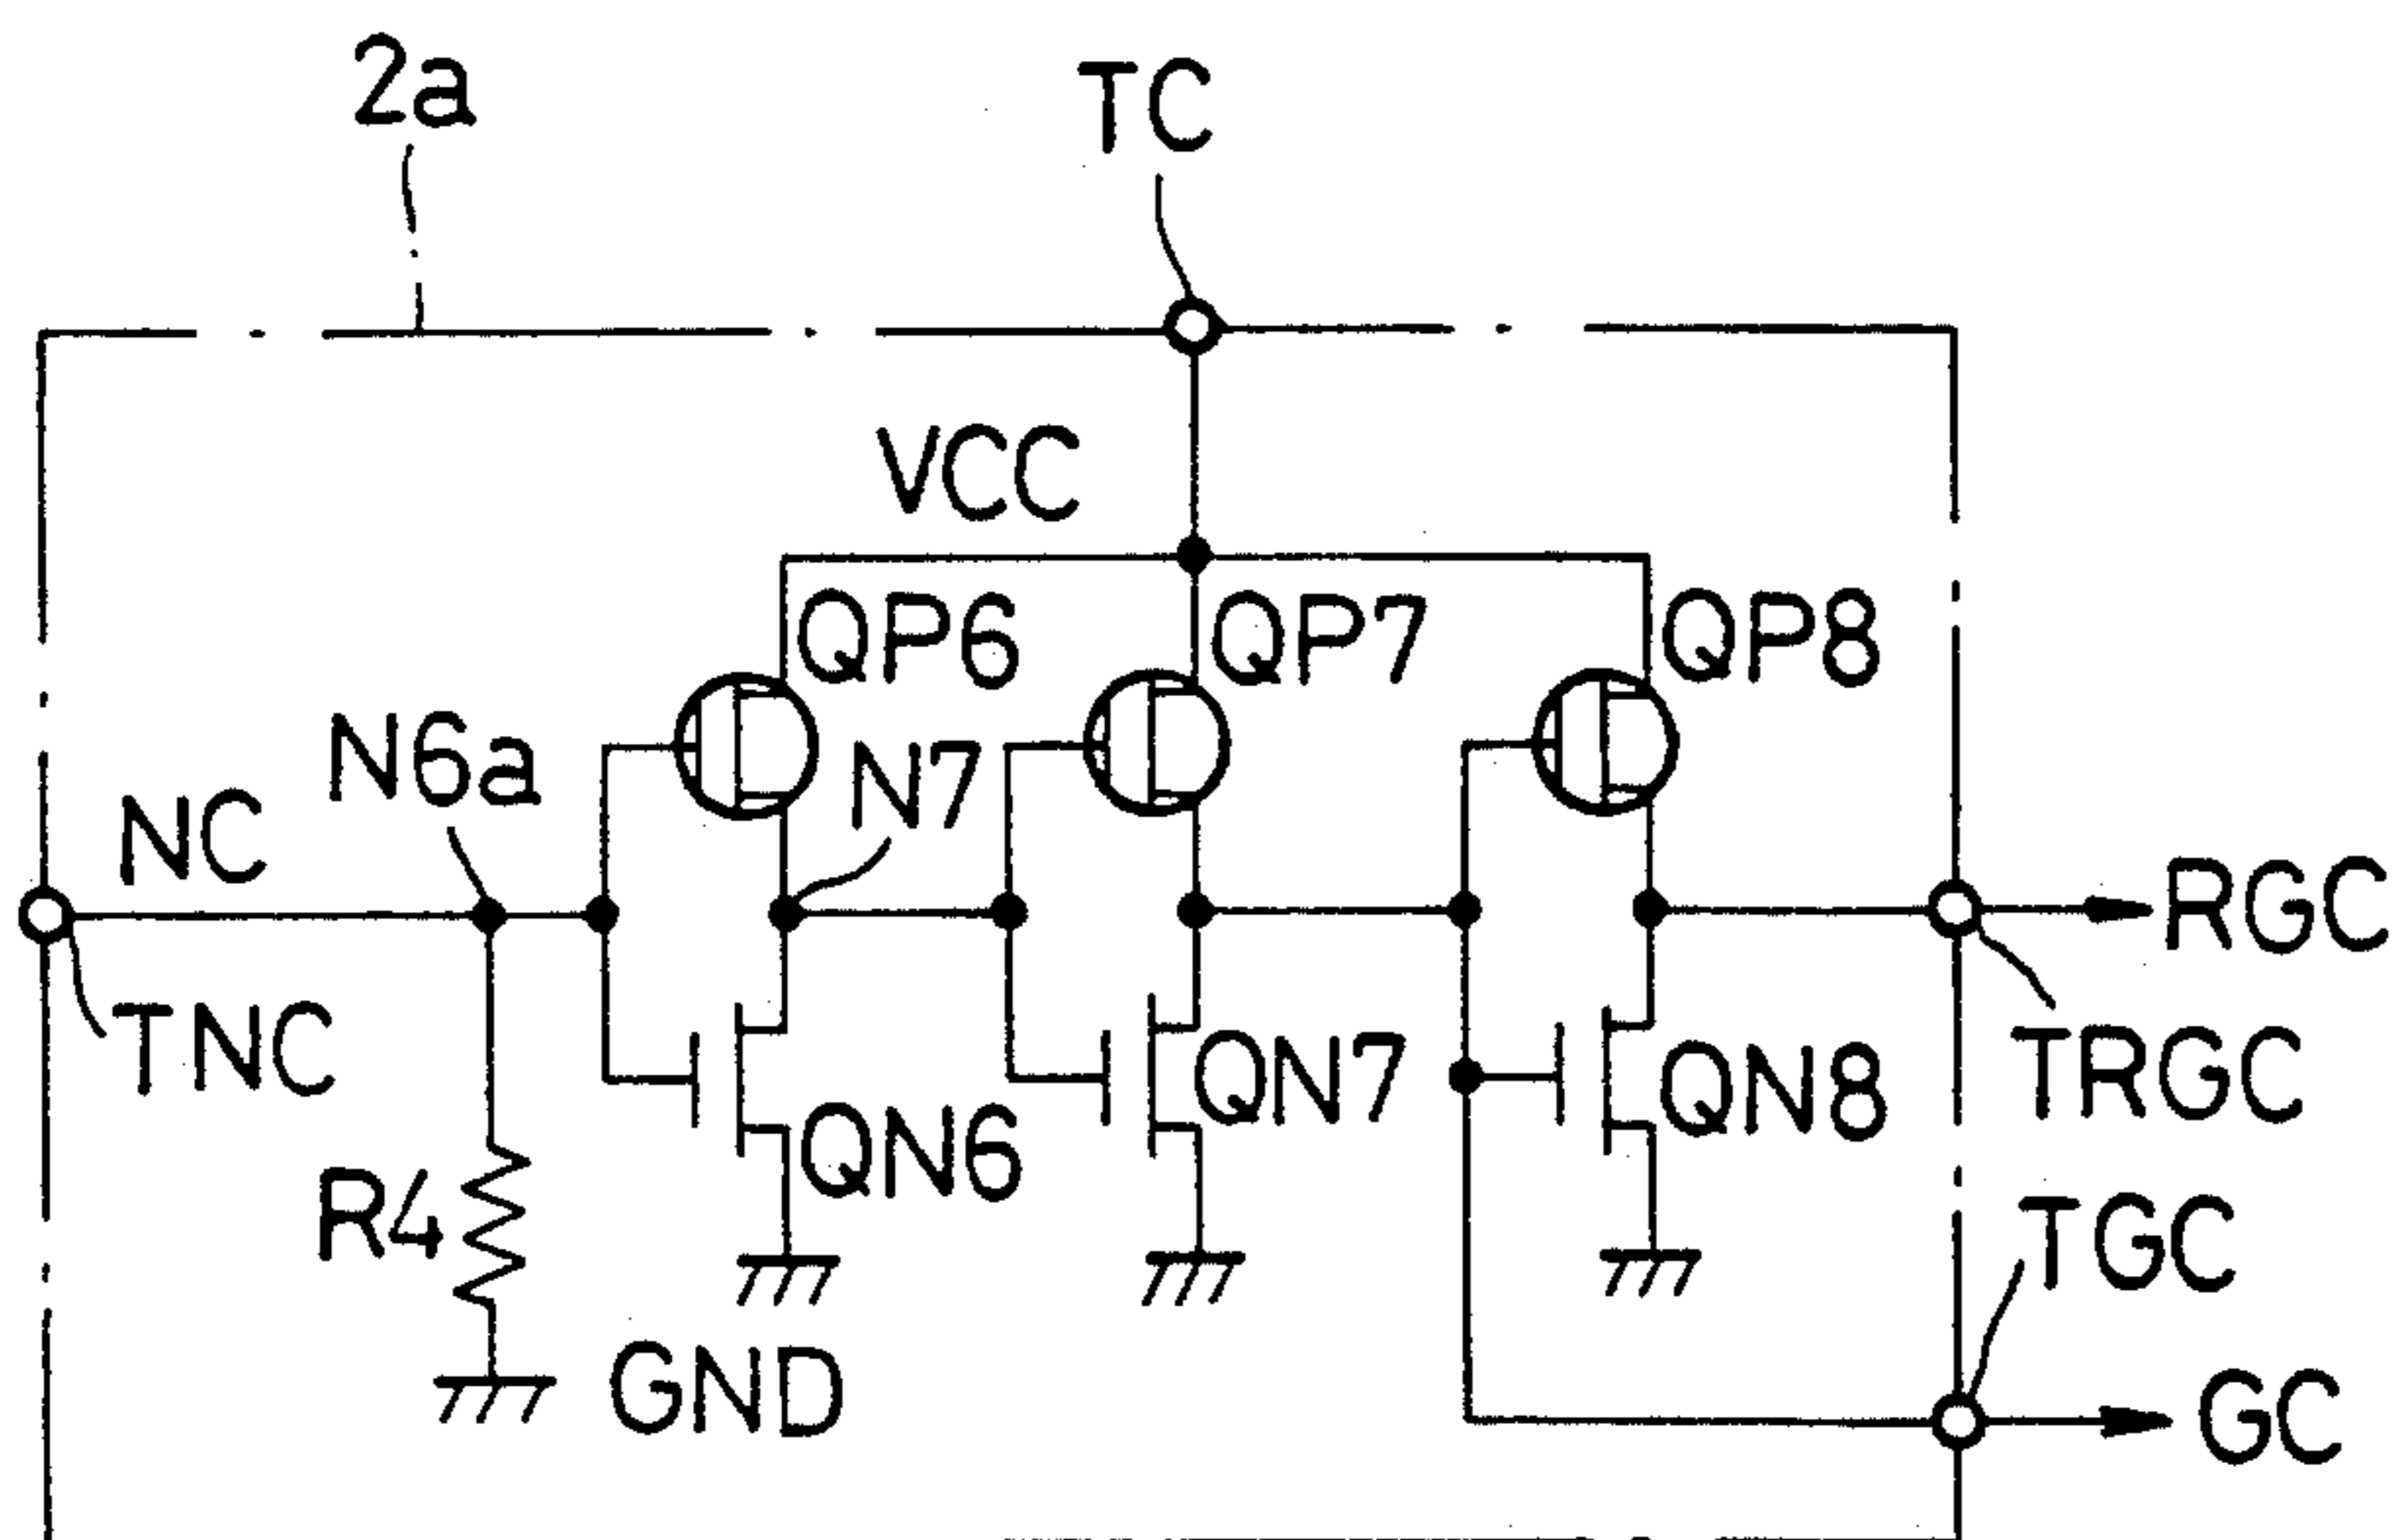 2a
TC
VCC
QP6
QP7
QP8
N6a
N7
NC
RGC
TNC
TRGC
QN7
QN8
QN6
R4
TGC
GND
GC